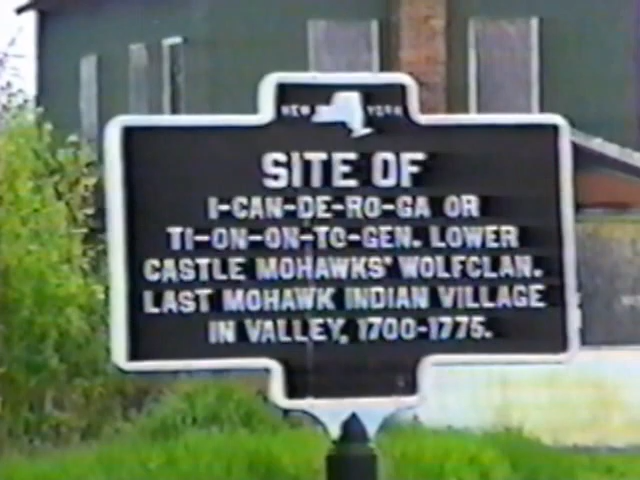 NEW YORK
SITE OF
I-CAN-DE-RO-GA OR
TI-ON-ON-TO-GEN. LOWER
CASTLE MOHAWKS' WOLFCLAN.
LAST MOHAWK INDIAN VILLAGE
IN VALLEY, 1700-1775.